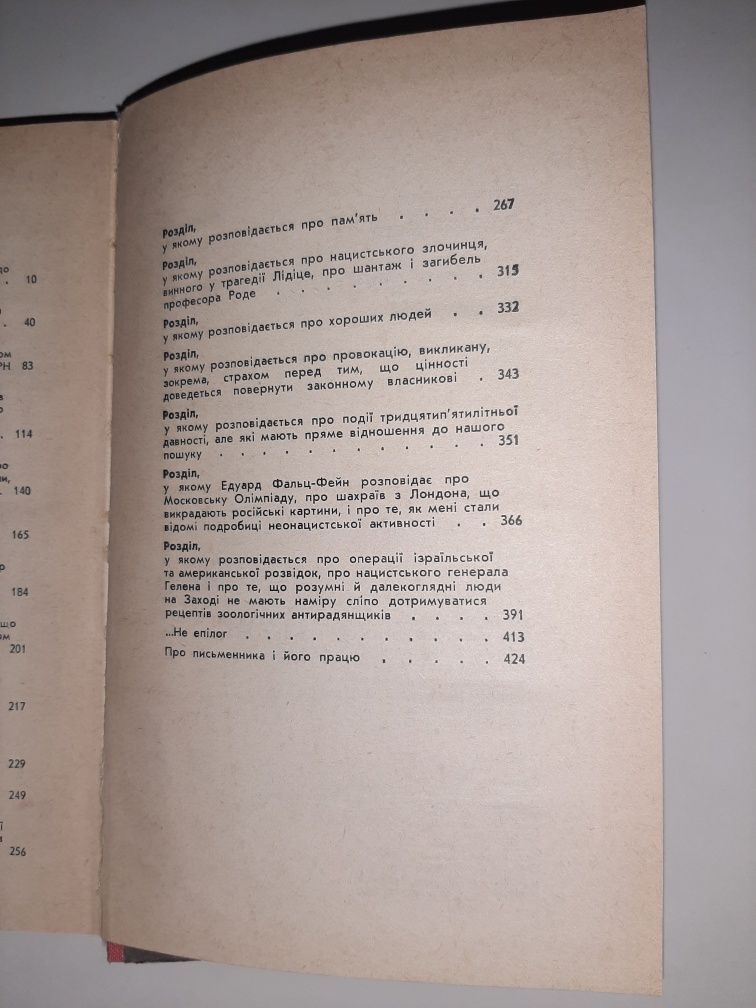 до
. 10
. 40
ом
РН 83
в
о
. 114
ро
ни,
. 140
165
р
184
що
ом
201
217
229
249
ї
256
Розділ,
у якому розповідається про пам'ять . . . . 267
Розділ,
у якому розповідається про нацистського злочинця,
винного у трагедії Лідіце, про шантаж і загибель
професора Роде . . . . . . . . 315
Розділ,
у якому розповідається про хороших людей . . 332
Розділ,
у якому розповідається про провокацію, викликану,
зокрема, страхом перед тим, що цінності
доведеться повернути законному власникові . 343
Розділ,
у якому розповідається про події тридцятип'ятилітньої
давності, але які мають пряме відношення до нашого
пошуку . . . . . . . . . . . 351
Розділ,
у якому Едуард Фальц-Фейн розповідає про
Московську Олімпіаду, про шахраїв з Лондона, що
викрадають російські картини, і про те, як мені стали
відомі подробиці неонацистської активності . . 366
Розділ,
у якому розповідається про операції ізраїльської
та американської розвідок, про нацистського генерала
Гелена і про те, що розумні й далекоглядні люди
на Заході не мають наміру сліпо дотримуватися
рецептів зоологічних антирадянщиків . . . . 391
...Не епілог . . . . . . . . . . 413
Про письменника і його працю . . . . . 424